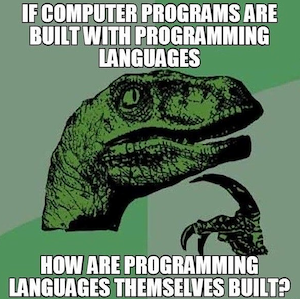 IF COMPUTER PROGRAMS ARE
BUILT WITH PROGRAMMING
LANGUAGES
HOW ARE PROGRAMMING
LANGUAGES THEMSELVES BUILT?